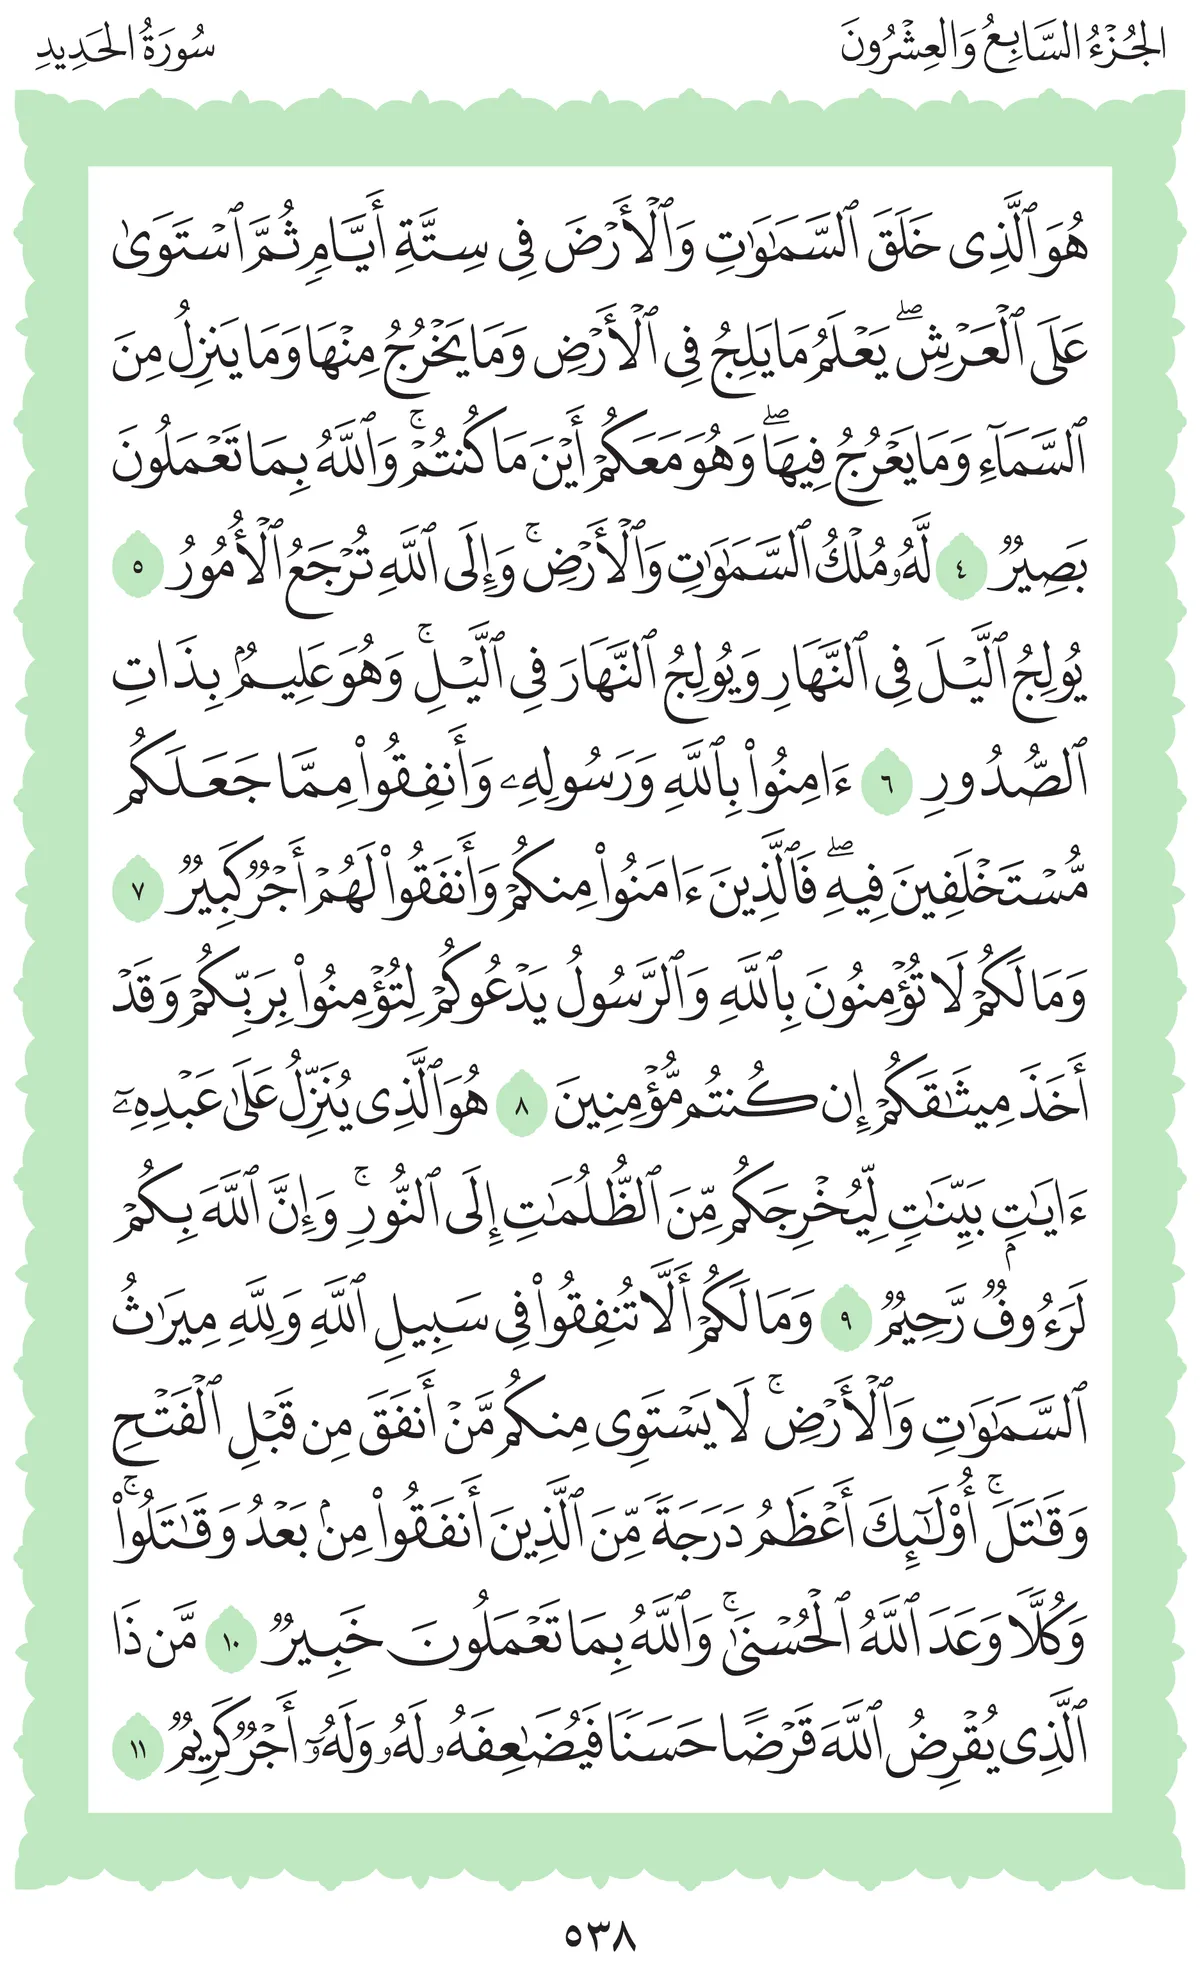 الجُزْءُ السَّابِعُ وَالعِشْرُونَ
سُورَةُ الحَدِيدِ
هُوَ ٱلَّذِى خَلَقَ ٱلسَّمَٰوَٰتِ وَٱلْأَرْضَ فِى سِتَّةِ أَيَّامٍ ثُمَّ ٱسْتَوَىٰ
عَلَى ٱلْعَرْشِ ۖ يَعْلَمُ مَا يَلِجُ فِى ٱلْأَرْضِ وَمَا يَخْرُجُ مِنْهَا وَمَا يَنزِلُ مِنَ
ٱلسَّمَآءِ وَمَا يَعْرُجُ فِيهَا ۖ وَهُوَ مَعَكُمْ أَيْنَ مَا كُنتُمْ ۚ وَٱللَّهُ بِمَا تَعْمَلُونَ
بَصِيرٌ ٤ لَّهُۥ مُلْكُ ٱلسَّمَٰوَٰتِ وَٱلْأَرْضِ ۚ وَإِلَى ٱللَّهِ تُرْجَعُ ٱلْأُمُورُ ٥
يُولِجُ ٱلَّيْلَ فِى ٱلنَّهَارِ وَيُولِجُ ٱلنَّهَارَ فِى ٱلَّيْلِ ۚ وَهُوَ عَلِيمٌۢ بِذَاتِ
ٱلصُّدُورِ ٦ ءَامِنُوا۟ بِٱللَّهِ وَرَسُولِهِۦ وَأَنفِقُوا۟ مِمَّا جَعَلَكُم
مُّسْتَخْلَفِينَ فِيهِ ۖ فَٱلَّذِينَ ءَامَنُوا۟ مِنكُمْ وَأَنفَقُوا۟ لَهُمْ أَجْرٌ كَبِيرٌ ٧
وَمَا لَكُمْ لَا تُؤْمِنُونَ بِٱللَّهِ وَٱلرَّسُولُ يَدْعُوكُمْ لِتُؤْمِنُوا۟ بِرَبِّكُمْ وَقَدْ
أَخَذَ مِيثَٰقَكُمْ إِن كُنتُم مُّؤْمِنِينَ ٨ هُوَ ٱلَّذِى يُنَزِّلُ عَلَىٰ عَبْدِهِۦٓ
ءَايَٰتٍۭ بَيِّنَٰتٍ لِّيُخْرِجَكُم مِّنَ ٱلظُّلُمَٰتِ إِلَى ٱلنُّورِ ۚ وَإِنَّ ٱللَّهَ بِكُمْ
لَرَءُوفٌ رَّحِيمٌ ٩ وَمَا لَكُمْ أَلَّا تُنفِقُوا۟ فِى سَبِيلِ ٱللَّهِ وَلِلَّهِ مِيرَٰثُ
ٱلسَّمَٰوَٰتِ وَٱلْأَرْضِ ۚ لَا يَسْتَوِى مِنكُم مَّنْ أَنفَقَ مِن قَبْلِ ٱلْفَتْحِ
وَقَٰتَلَ ۚ أُو۟لَٰٓئِكَ أَعْظَمُ دَرَجَةً مِّنَ ٱلَّذِينَ أَنفَقُوا۟ مِنۢ بَعْدُ وَقَٰتَلُوا۟ ۚ
وَكُلًّا وَعَدَ ٱللَّهُ ٱلْحُسْنَىٰ ۚ وَٱللَّهُ بِمَا تَعْمَلُونَ خَبِيرٌ ١٠ مَّن ذَا
ٱلَّذِى يُقْرِضُ ٱللَّهَ قَرْضًا حَسَنًا فَيُضَٰعِفَهُۥ لَهُۥ وَلَهُۥٓ أَجْرٌ كَرِيمٌ ١١
٥٣٨